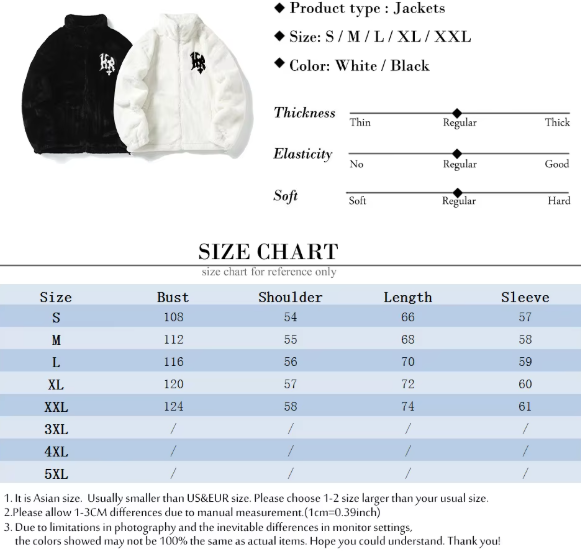 ◆ Product type : Jackets
◆ Size: S / M / L / XL / XXL
◆ Color: White / Black
Thickness
Thin Regular Thick
Elasticity
No Regular Good
Soft
Soft Regular Hard
SIZE CHART
size chart for reference only
Size Bust Shoulder Length Sleeve
S 108 54 66 57
M 112 55 68 58
L 116 56 70 59
XL 120 57 72 60
XXL 124 58 74 61
3XL / / / /
4XL / / / /
5XL / / / /
1. It is Asian size. Usually smaller than US&EUR size. Please choose 1-2 size larger than your usual size.
2.Please allow 1-3CM differences due to manual measurement.(1cm=0.39inch)
3. Due to limitations in photography and the inevitable differences in monitor settings,
the colors showed may not be 100% the same as actual items. Hope you could understand. Thank you!